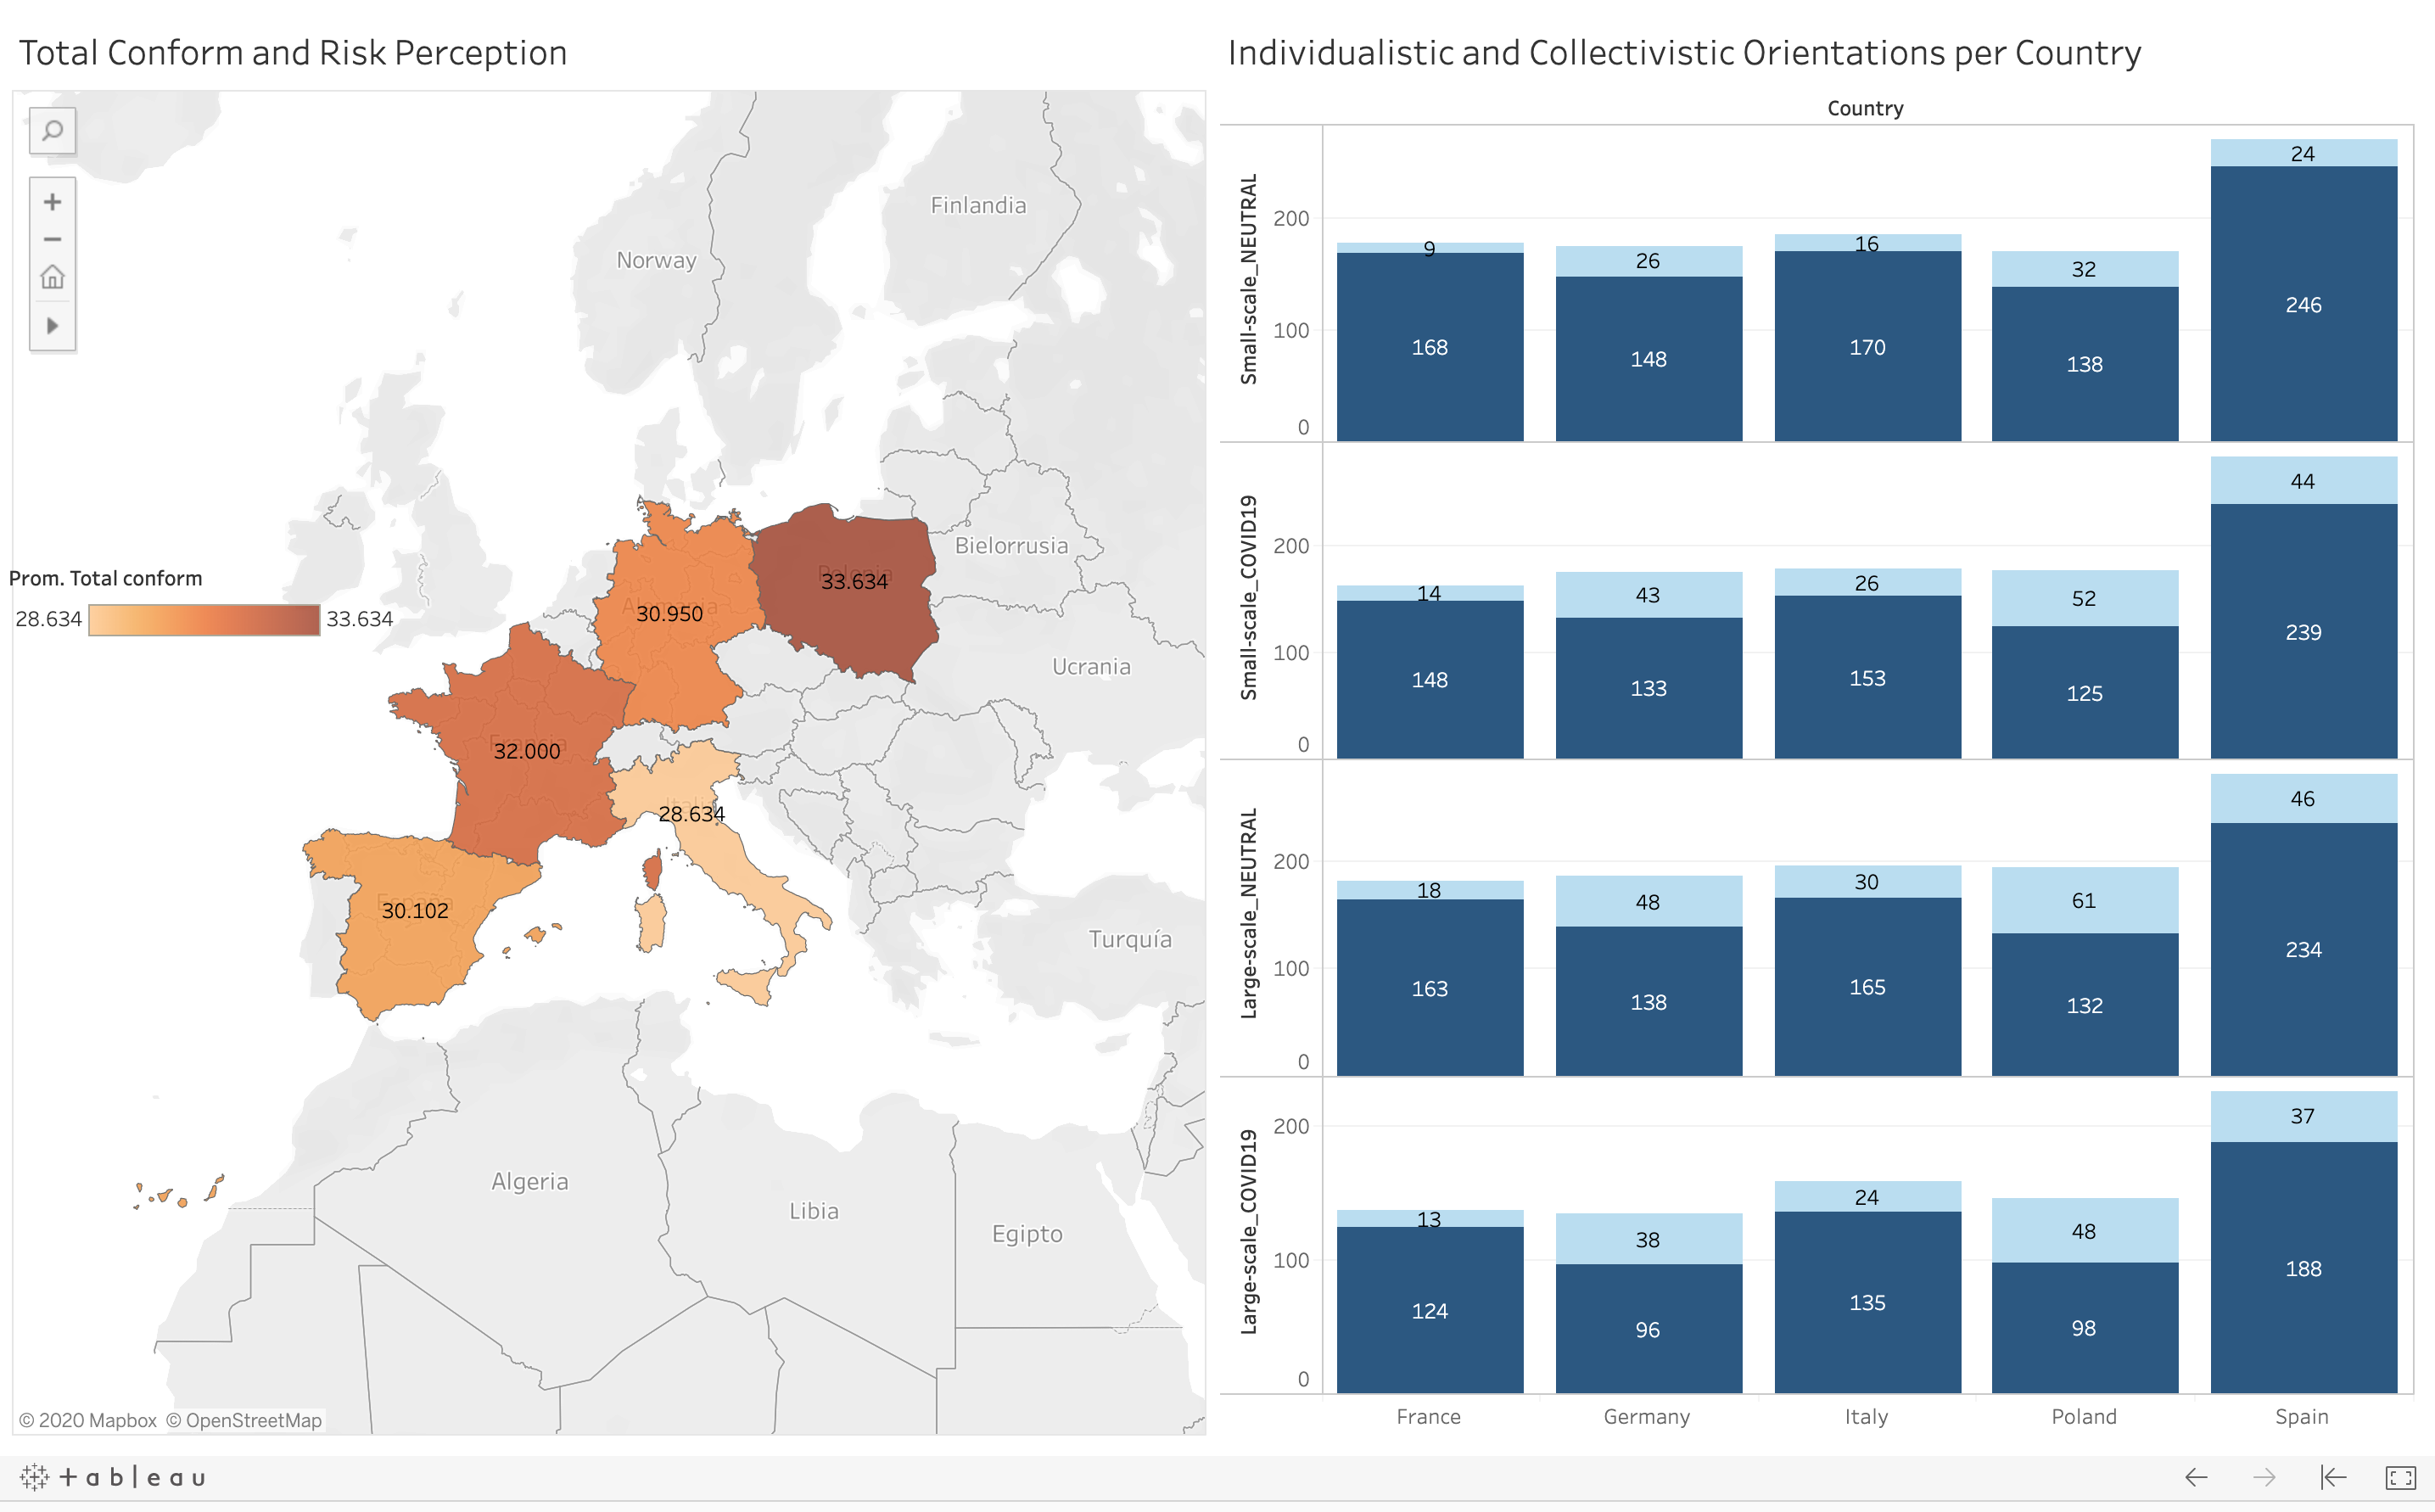 Total Conform and Risk Perception
Finlandia
Norway
Bielorrusia
Prom. Total conform
28.634
33.634
Polonia
33.634
30.950
Ucrania
Francia
32.000
Italia
28.634
España
30.102
Turquía
Algeria
Libia
Egipto
© 2020 Mapbox © OpenStreetMap
Individualistic and Collectivistic Orientations per Country
Country
Small-scale_NEUTRAL
200
100
0
9
168
26
148
16
170
32
138
24
246
Small-scale_COVID19
200
100
0
14
148
43
133
26
153
52
125
44
239
Large-scale_NEUTRAL
200
100
0
18
163
48
138
30
165
61
132
46
234
Large-scale_COVID19
200
100
0
13
124
38
96
24
135
48
98
37
188
France Germany Italy Poland Spain
+ableau